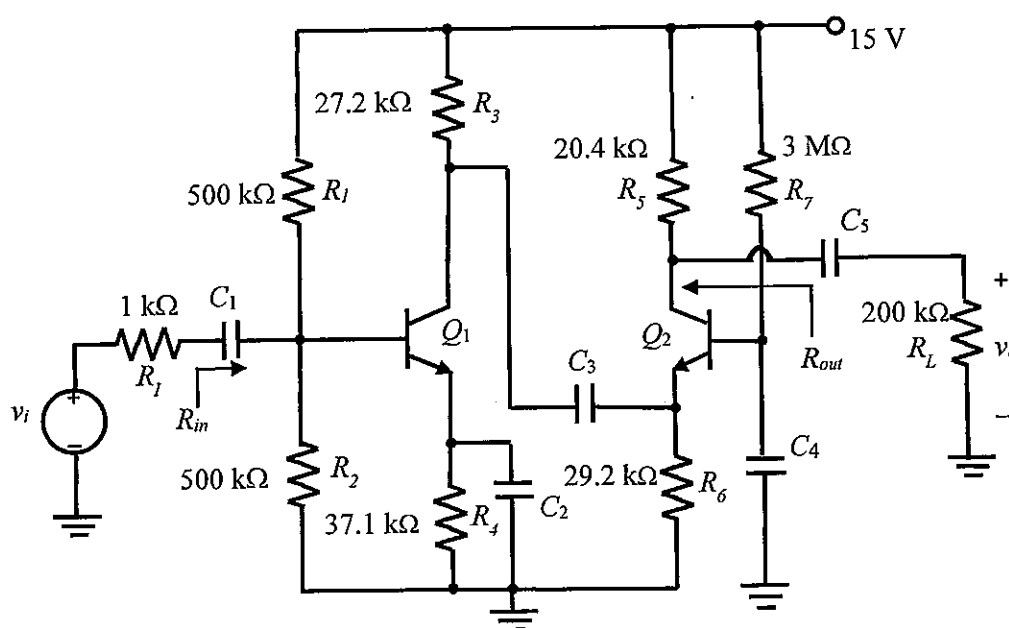 15 V
27.2 kΩ R3
20.4 kΩ 3 MΩ
R5 R7
500 kΩ R1
C5
1 kΩ C1
Q1 Q2
+
200 kΩ
RL
v
Rout
C3
RI
vi + −
Rin
−
C4
500 kΩ R2
29.2 kΩ R6
C2
37.1 kΩ R4